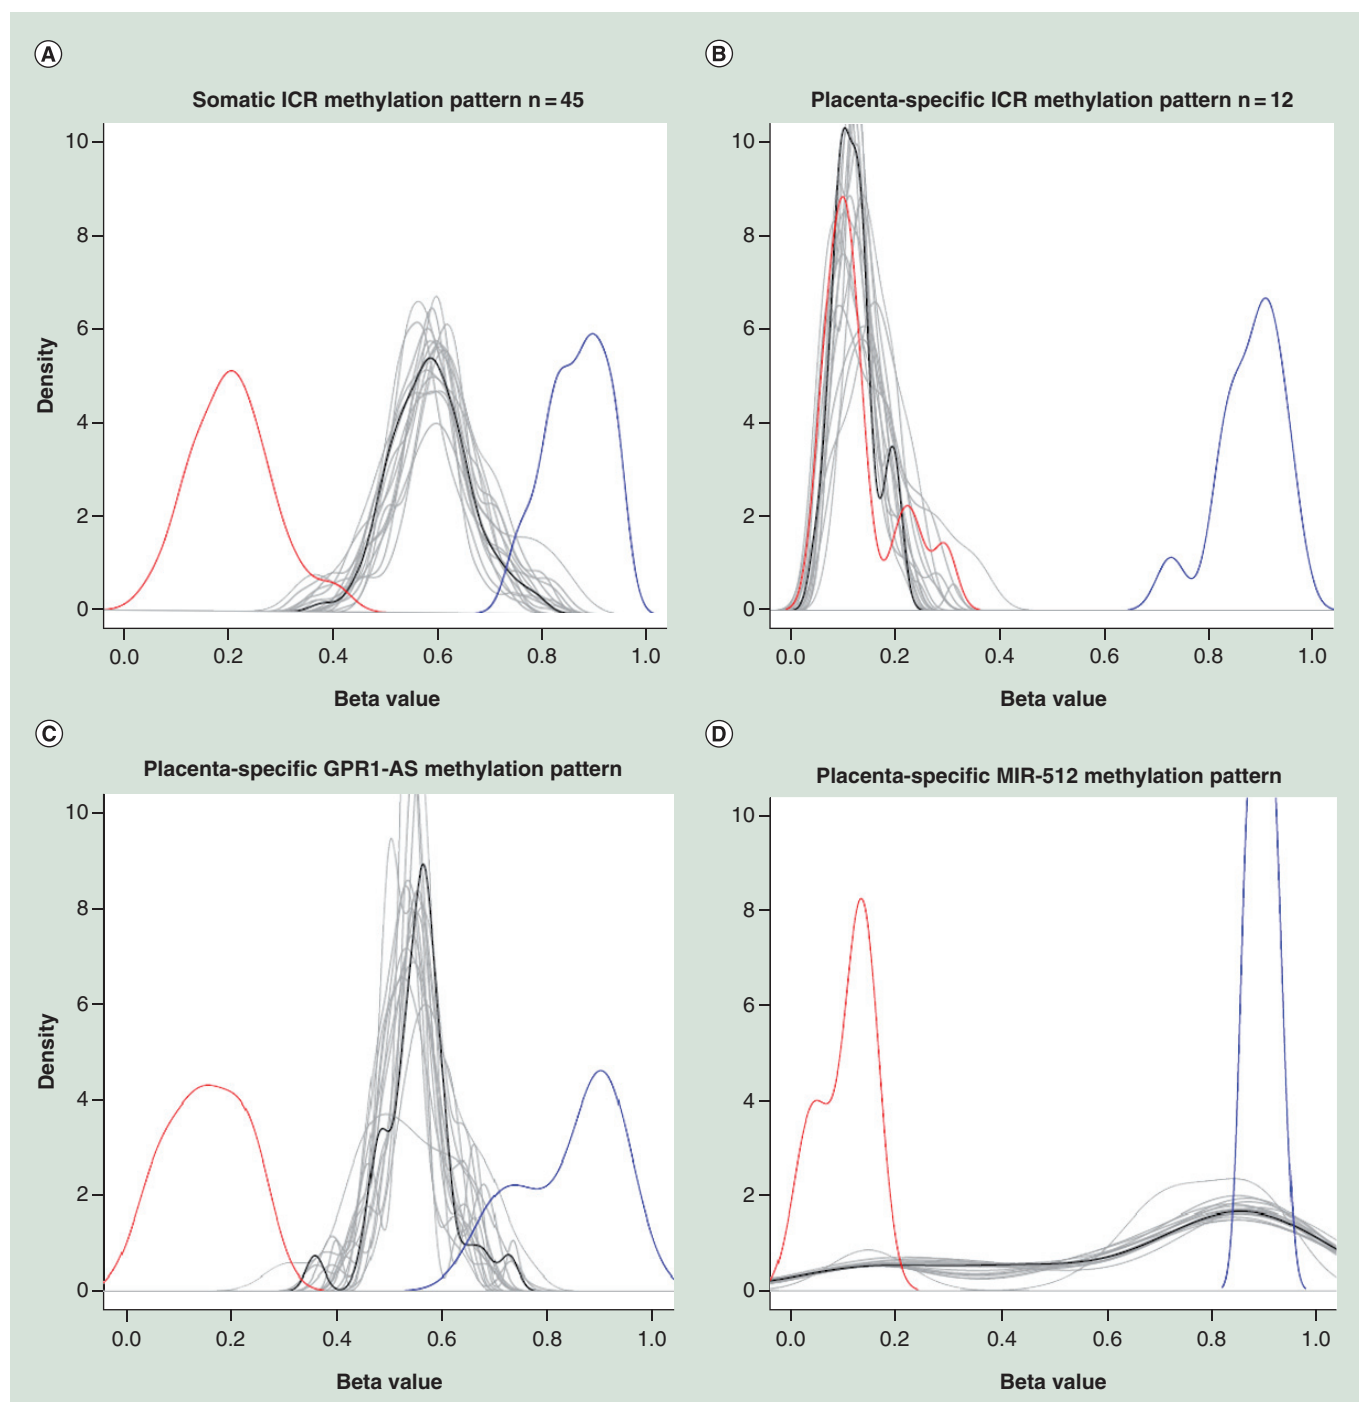 A
Somatic ICR methylation pattern n = 45
10
8
6
4
2
0
Density
0.0 0.2 0.4 0.6 0.8 1.0
Beta value
B
Placenta-specific ICR methylation pattern n = 12
10
8
6
4
2
0
0.0 0.2 0.4 0.6 0.8 1.0
Beta value
C
Placenta-specific GPR1-AS methylation pattern
10
8
6
4
2
0
Density
0.0 0.2 0.4 0.6 0.8 1.0
Beta value
D
Placenta-specific MIR-512 methylation pattern
10
8
6
4
2
0
0.0 0.2 0.4 0.6 0.8 1.0
Beta value